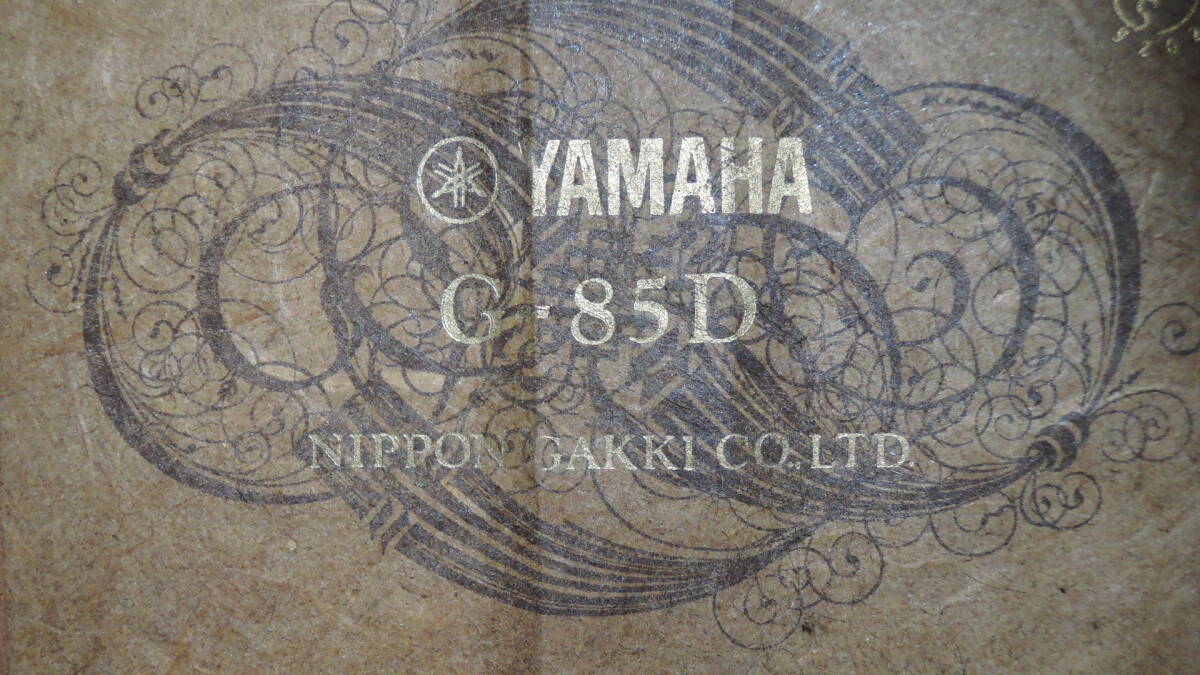 YAMAHA
G-85D
NIPPON GAKKI CO., LTD.